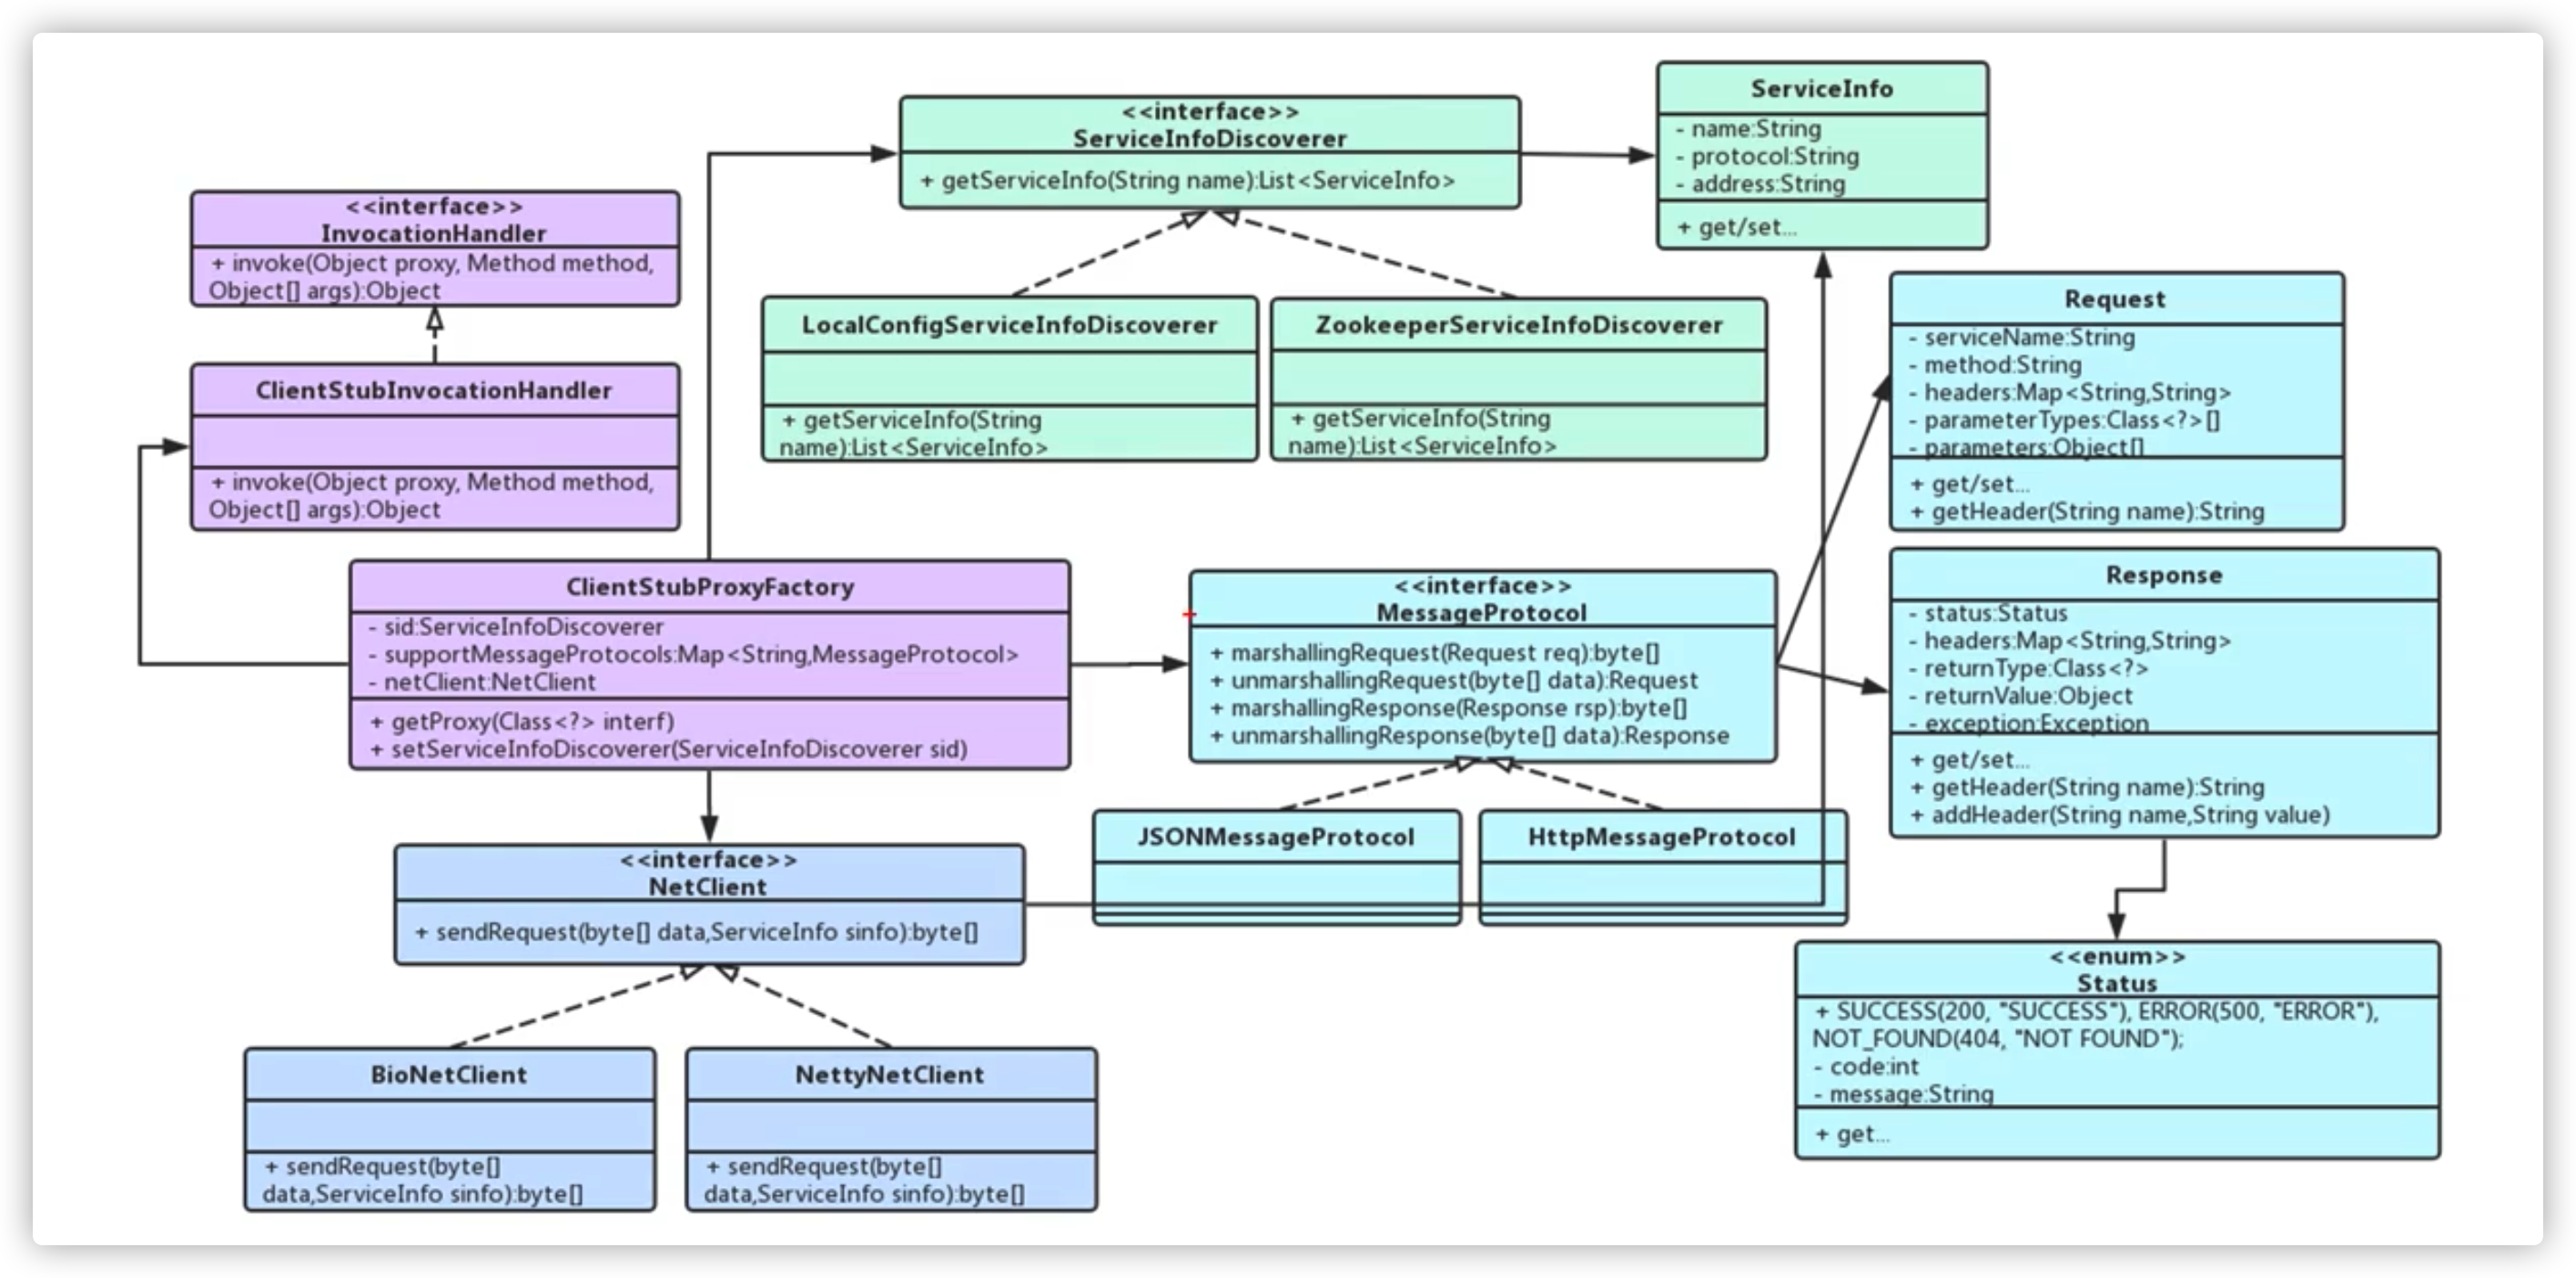 <<interface>>
InvocationHandler
+ invoke(Object proxy, Method method,
Object[] args):Object
ClientStubInvocationHandler
+ invoke(Object proxy, Method method,
Object[] args):Object
ClientStubProxyFactory
- sid:ServiceInfoDiscoverer
- supportMessageProtocols:Map<String,MessageProtocol>
- netClient:NetClient
+ getProxy(Class<?> interf)
+ setServiceInfoDiscoverer(ServiceInfoDiscoverer sid)
<<interface>>
NetClient
+ sendRequest(byte[] data,ServiceInfo sinfo):byte[]
BioNetClient
+ sendRequest(byte[]
data,ServiceInfo sinfo):byte[]
NettyNetClient
+ sendRequest(byte[]
data,ServiceInfo sinfo):byte[]
<<interface>>
ServiceInfoDiscoverer
+ getServiceInfo(String name):List<ServiceInfo>
LocalConfigServiceInfoDiscoverer
+ getServiceInfo(String
name):List<ServiceInfo>
ZookeeperServiceInfoDiscoverer
+ getServiceInfo(String
name):List<ServiceInfo>
ServiceInfo
- name:String
- protocol:String
- address:String
+ get/set...
<<interface>>
MessageProtocol
+ marshallingRequest(Request req):byte[]
+ unmarshallingRequest(byte[] data):Request
+ marshallingResponse(Response rsp):byte[]
+ unmarshallingResponse(byte[] data):Response
JSONMessageProtocol
HttpMessageProtocol
Request
- serviceName:String
- method:String
- headers:Map<String,String>
- parameterTypes:Class<?>[]
- parameters:Object[]
+ get/set...
+ getHeader(String name):String
Response
- status:Status
- headers:Map<String,String>
- returnType:Class<?>
- returnValue:Object
- exception:Exception
+ get/set...
+ getHeader(String name):String
+ addHeader(String name,String value)
<<enum>>
Status
+ SUCCESS(200, "SUCCESS"), ERROR(500, "ERROR"),
NOT_FOUND(404, "NOT FOUND");
- code:int
- message:String
+ get...